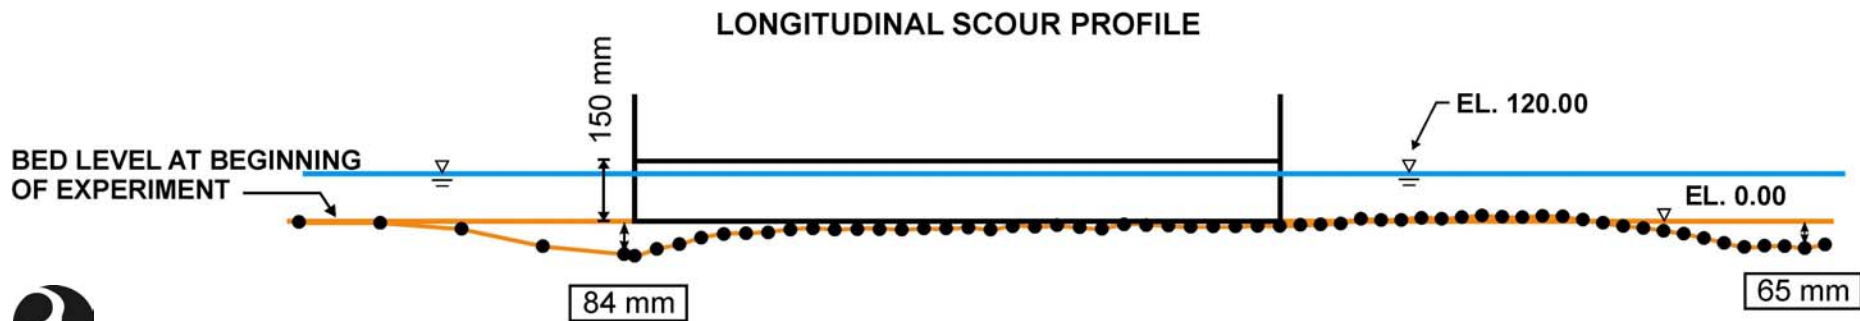 LONGITUDINAL SCOUR PROFILE
150 mm
EL. 120.00
BED LEVEL AT BEGINNING
OF EXPERIMENT
EL. 0.00
84 mm
65 mm